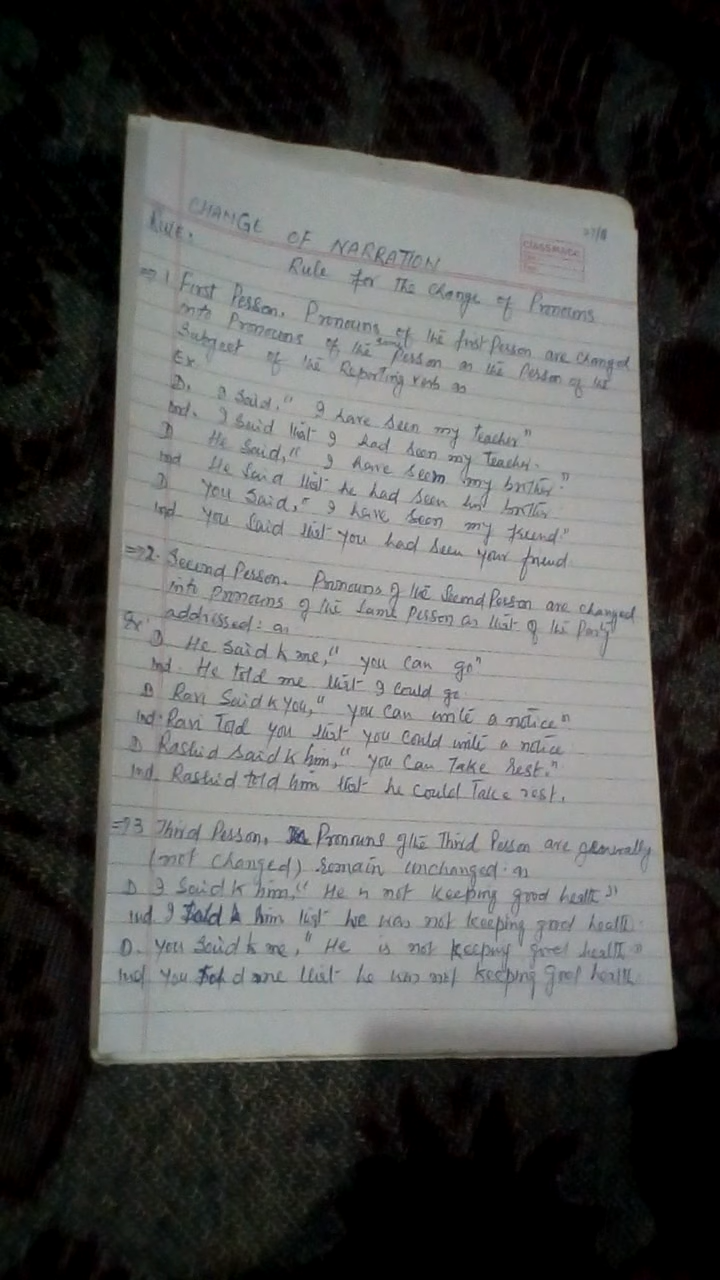 27/8
CHANGE OF NARRATION
CLASSMATE
RULE.
Rule for the change of Pronouns
⇒ 1 First Person. Pronouns of the first Person are changed
into Pronouns of the same Person as the Person of the
Subject of the Reporting verb as
Ex.
D. I said, " I have seen my teacher"
Ind. I said that I had seen my teacher.
D He said, " I have seen my brother."
Ind He said that he had seen his brother
D You said, " I have seen my friend"
Ind You said that you had seen your friend
⇒ 2. Second Person. Pronouns of the Second Person are changed
into pronouns of the same person as that of the Party
addressed: as
Ex. D He said to me, " you can go"
Ind. He told me that I could go
D Ravi said to you, " you can write a notice"
Ind. Ravi Told you that you could write a notice
D Rashid said to him, " you can Take rest."
Ind. Rashid told him that he could Take rest.
⇒ 3 Third Person. Pronouns of the Third Person are generally
(not changed) remain unchanged: as
D I said to him, " He is not keeping good health"
Ind. I told him that he was not keeping good health.
D. you said to me, " He is not keeping good health"
Ind you told me that he was not keeping good health